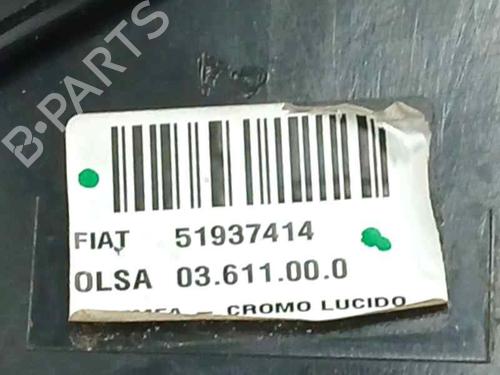 B-PARTS
FIAT 51937414
OLSA 03.611.00.0
– CROMO LUCIDO